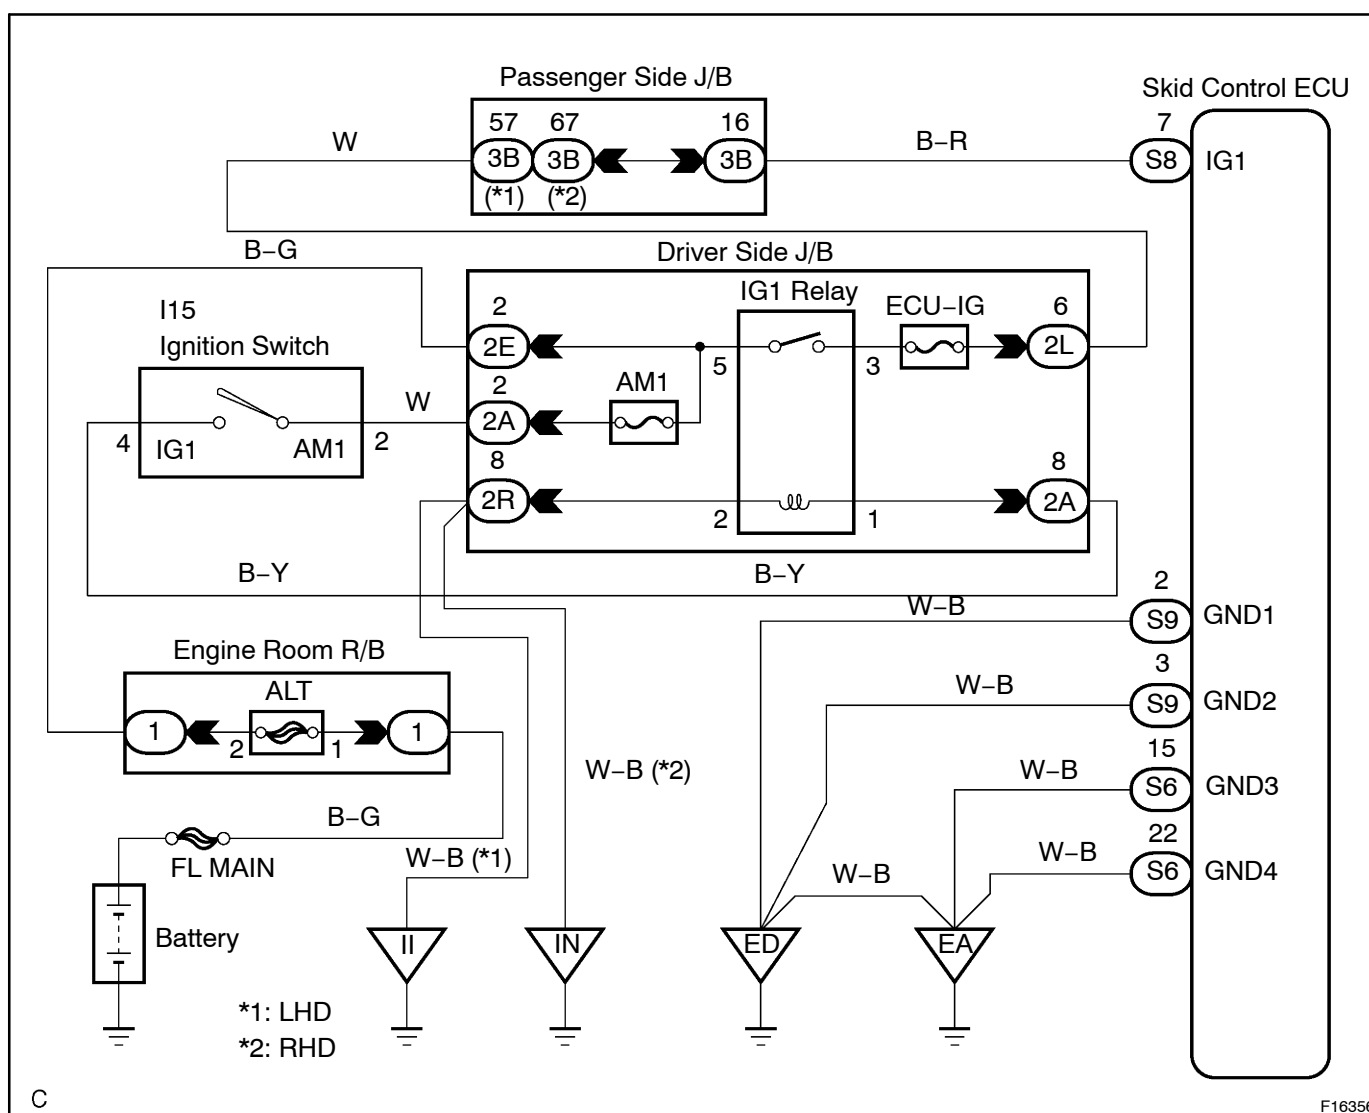 Passenger Side J/B
Skid Control ECU
57 67 16
7
W
3B 3B 3B
B-R
S8 IG1
(*1) (*2)
B-G
Driver Side J/B
I15
Ignition Switch
IG1 Relay
ECU-IG
2
6
2E
5
3
2L
2
AM1
W
2A
4
IG1
AM1
2
8
8
2R
2
1
2A
B-Y
B-Y
2
W-B
S9 GND1
Engine Room R/B
ALT
3
W-B
S9 GND2
1
2
1
1
15
W-B (*2)
W-B
S6 GND3
B-G
22
FL MAIN
W-B (*1)
W-B
W-B
S6 GND4
Battery
II
IN
ED
EA
*1: LHD
*2: RHD
C